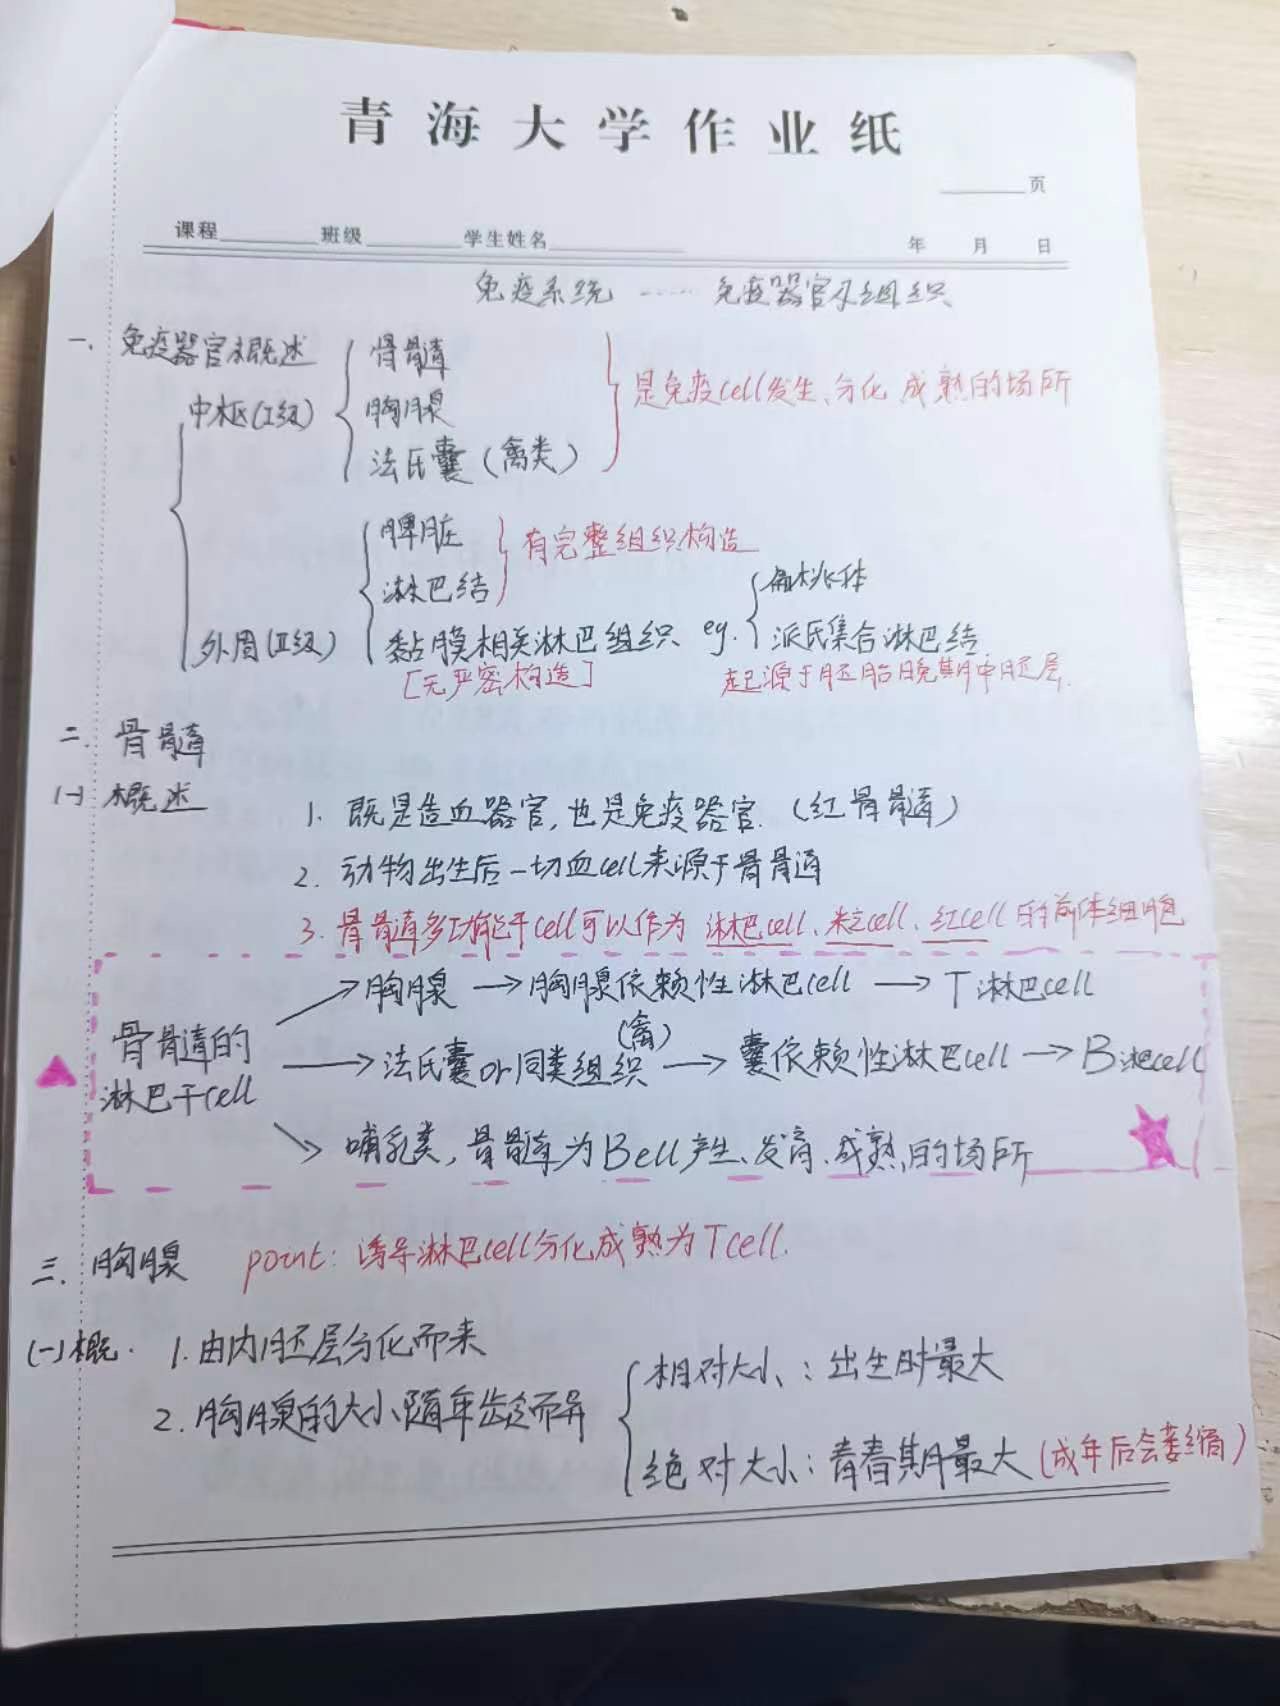 青海大学作业纸
页
课程 班级 学生姓名 年 月 日
免疫系统 ······ 免疫器官及组织
一. 免疫器官概述
中枢(I级)
骨髓
胸腺
法氏囊(禽类)
是免疫cell发生、分化 成熟的场所
外周(II级)
脾脏
淋巴结
有完整组织构造
黏膜相关淋巴组织 eg.
[无严密构造]
扁桃体
派氏集合淋巴结
起源于胚胎晚期中胚层.
二. 骨髓
(一) 概述
1. 既是造血器官,也是免疫器官.(红骨髓)
2. 动物出生后一切血cell来源于骨髓
3. 骨髓多功能干cell可以作为 淋巴cell、粒cell、红cell的前体细胞
骨髓的
淋巴干cell
→胸腺→胸腺依赖性淋巴cell→T淋巴cell
(禽)
→法氏囊or同类组织→囊依赖性淋巴cell→B淋巴cell
→哺乳类,骨髓为Bell产生、发育、成熟的场所
三. 胸腺 point: 诱导淋巴cell分化成熟为Tcell.
(一)概. 1. 由内胚层分化而来
2. 胸腺的大小随年龄而异
相对大小:出生时最大
绝对大小:青春期最大(成年后会萎缩)